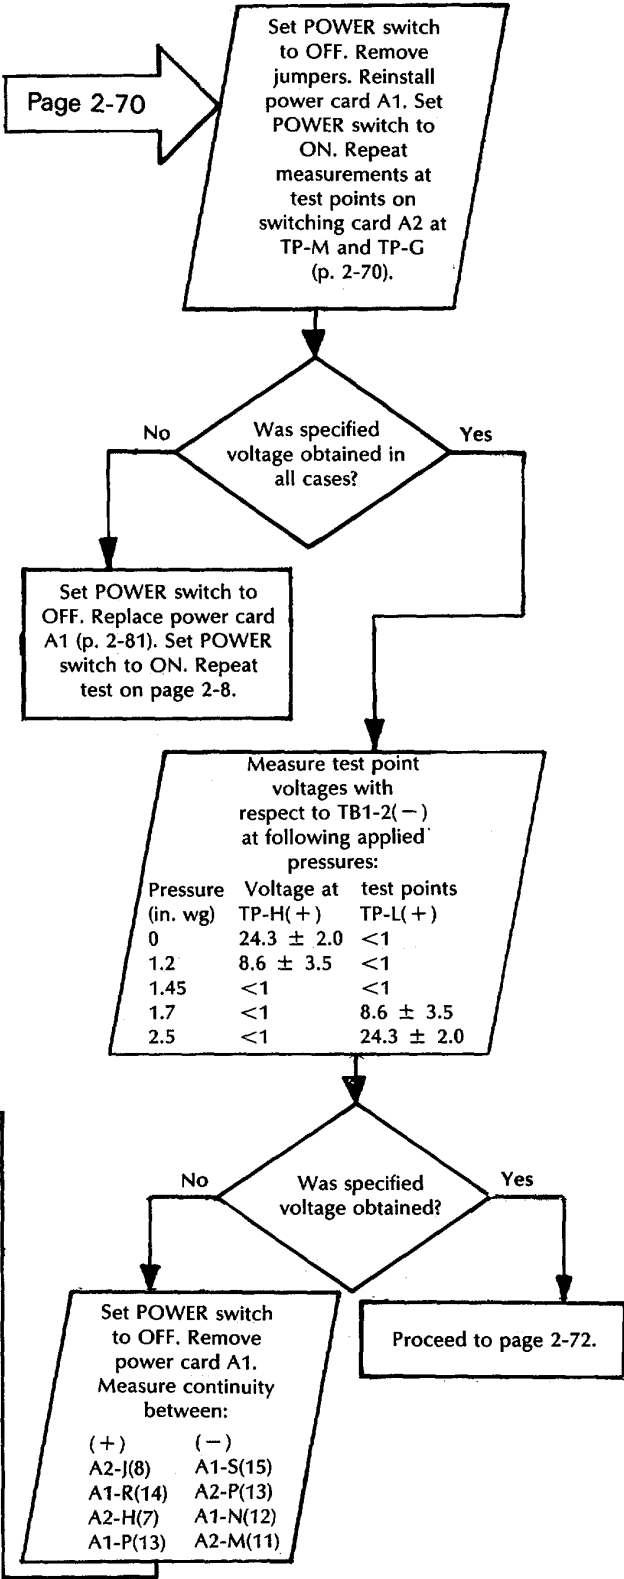 Page 2-70
Set POWER switch
to OFF. Remove
jumpers. Reinstall
power card A1. Set
POWER switch to
ON. Repeat
measurements at
test points on
switching card A2 at
TP-M and TP-G
(p. 2-70).
No
Was specified
voltage obtained in
all cases?
Yes
Set POWER switch to
OFF. Replace power card
A1 (p. 2-81). Set POWER
switch to ON. Repeat
test on page 2-8.
Measure test point
voltages with
respect to TB1-2(−)
at following applied
pressures:
Pressure Voltage at test points
(in. wg) TP-H(+) TP-L(+)
0 24.3 ± 2.0 <1
1.2 8.6 ± 3.5 <1
1.45 <1 <1
1.7 <1 8.6 ± 3.5
2.5 <1 24.3 ± 2.0
No
Was specified
voltage obtained?
Yes
Set POWER switch
to OFF. Remove
power card A1.
Measure continuity
between:
(+) (−)
A2-J(8) A1-S(15)
A1-R(14) A2-P(13)
A2-H(7) A1-N(12)
A1-P(13) A2-M(11)
Proceed to page 2-72.